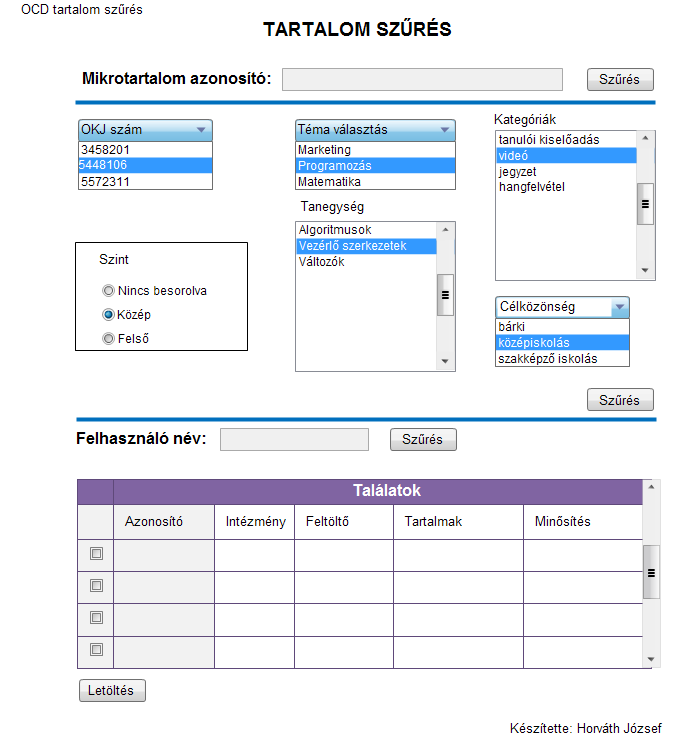 OCD tartalom szűrés
TARTALOM SZŰRÉS
Mikrotartalom azonosító:
Szűrés
OKJ szám
3458201
5448106
5572311
Téma választás
Marketing
Programozás
Matematika
Kategóriák
tanulói kiselőadás
videó
jegyzet
hangfelvétel
Tanegység
Algoritmusok
Vezérlő szerkezetek
Változók
Szint
Nincs besorolva
Közép
Felső
Célközönség
bárki
középiskolás
szakképző iskolás
Szűrés
Felhasználó név:
Szűrés
Találatok
Azonosító Intézmény Feltöltő Tartalmak Minősítés
Letöltés
Készítette: Horváth József